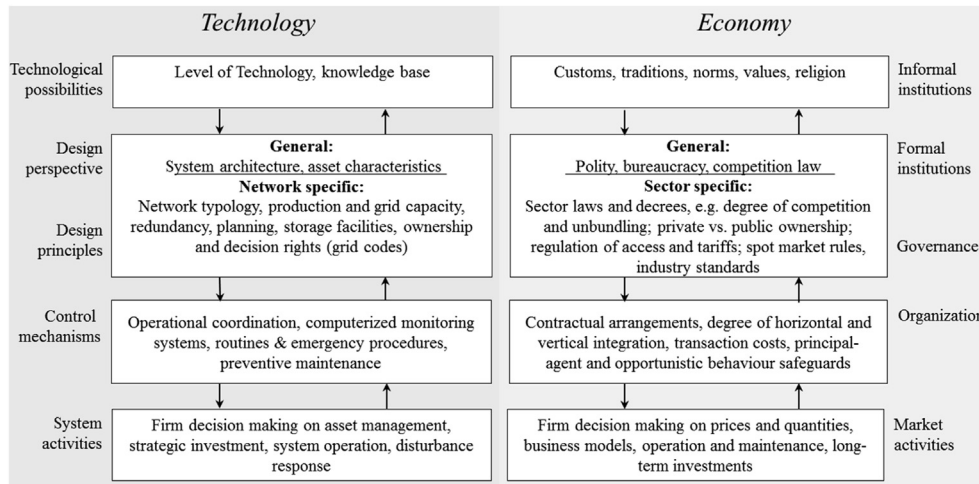 Technology
Economy
Technological
possibilities
Level of Technology, knowledge base
Customs, traditions, norms, values, religion
Informal
institutions
Design
perspective
General:
System architecture, asset characteristics
Network specific:
Network typology, production and grid capacity,
redundancy, planning, storage facilities, ownership
and decision rights (grid codes)
Design
principles
General:
Polity, bureaucracy, competition law
Sector specific:
Sector laws and decrees, e.g. degree of competition
and unbundling; private vs. public ownership;
regulation of access and tariffs; spot market rules,
industry standards
Formal
institutions
Governance
Control
mechanisms
Operational coordination, computerized monitoring
systems, routines & emergency procedures,
preventive maintenance
Contractual arrangements, degree of horizontal and
vertical integration, transaction costs, principal-
agent and opportunistic behaviour safeguards
Organization
System
activities
Firm decision making on asset management,
strategic investment, system operation, disturbance
response
Firm decision making on prices and quantities,
business models, operation and maintenance, long-
term investments
Market
activities